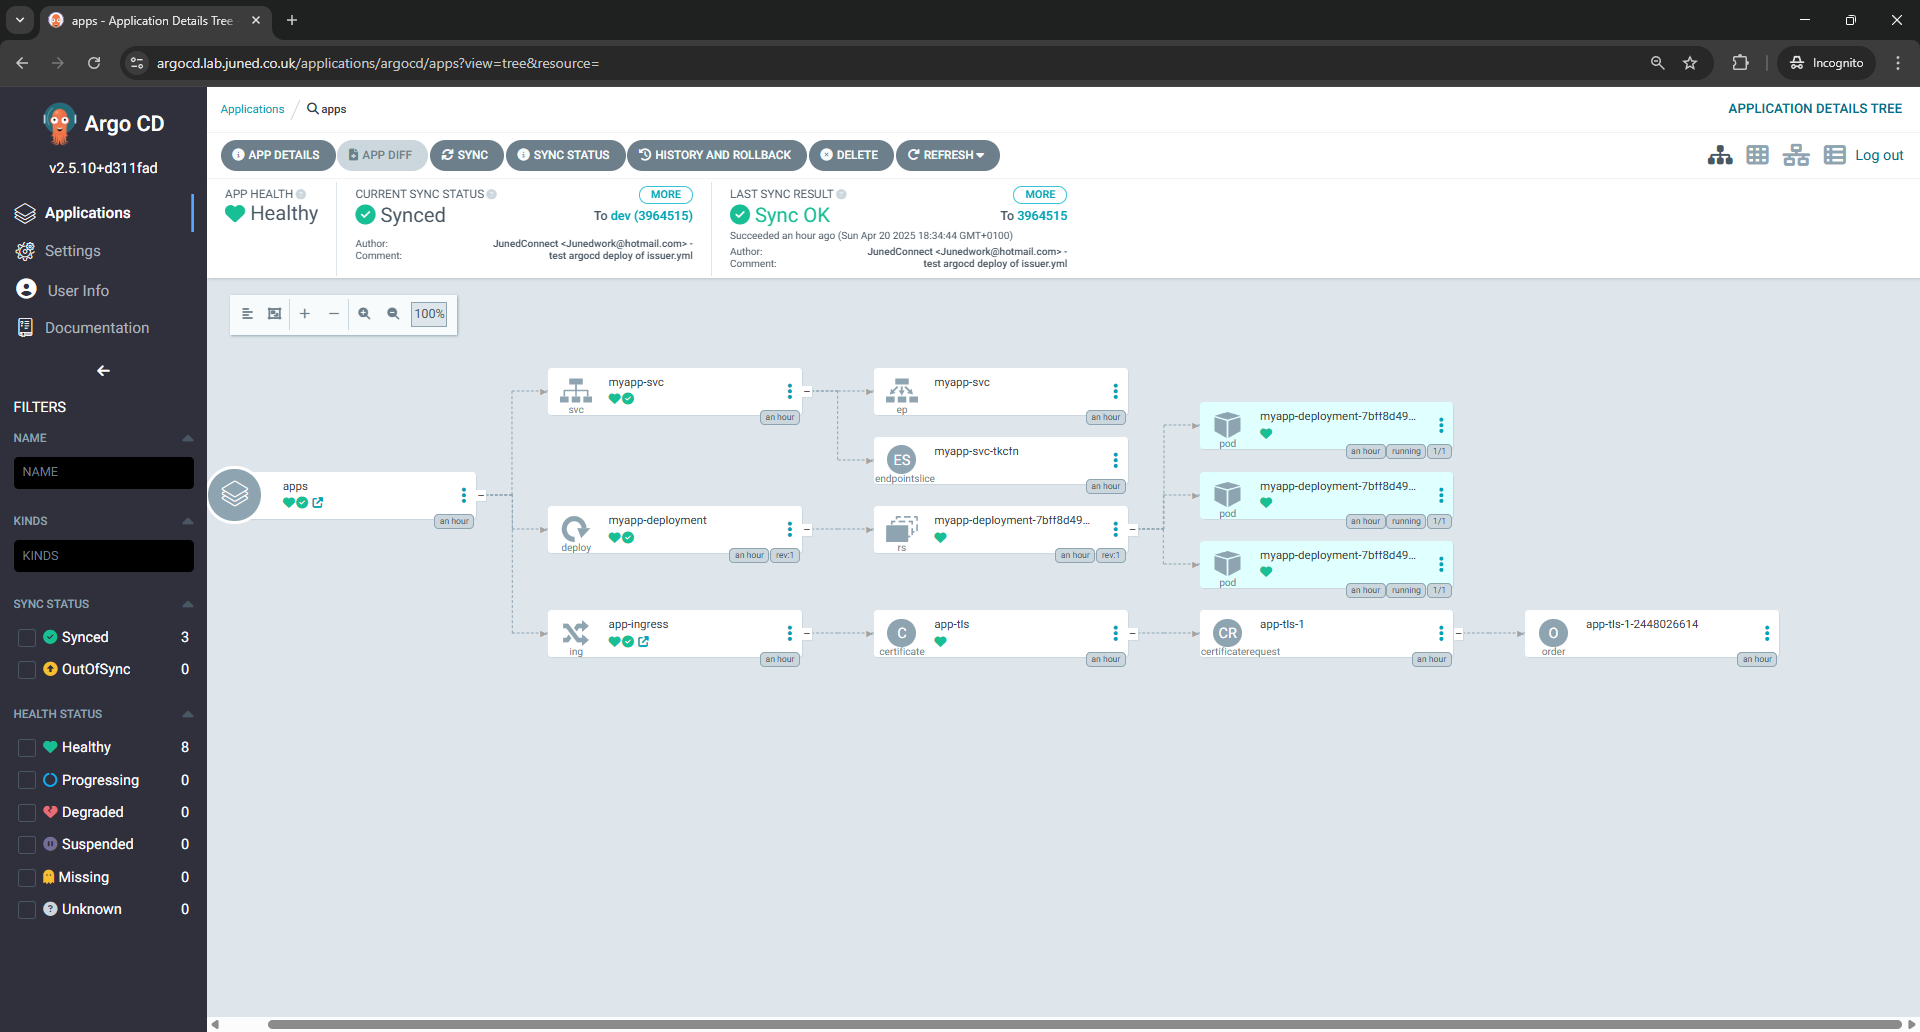 apps - Application Details Tree -
argocd.lab.juned.co.uk/applications/argocd/apps?view=tree&resource=
Incognito
Argo CD
v2.5.10+d311fad
Applications
Settings
User Info
Documentation
FILTERS
NAME
NAME
KINDS
KINDS
SYNC STATUS
Synced 3
OutOfSync 0
HEALTH STATUS
Healthy 8
Progressing 0
Degraded 0
Suspended 0
Missing 0
Unknown 0
Applications / apps
APPLICATION DETAILS TREE
APP DETAILS APP DIFF SYNC SYNC STATUS HISTORY AND ROLLBACK DELETE REFRESH
Log out
APP HEALTH
Healthy
CURRENT SYNC STATUS MORE
Synced To dev (3964515)
Author: JunedConnect <Junedwork@hotmail.com> -
Comment: test argocd deploy of issuer.yml
LAST SYNC RESULT MORE
Sync OK To 3964515
Succeeded an hour ago (Sun Apr 20 2025 18:34:44 GMT+0100)
Author: JunedConnect <Junedwork@hotmail.com> -
Comment: test argocd deploy of issuer.yml
100%
apps
an hour
myapp-svc
svc
an hour
myapp-svc
ep
an hour
ES
myapp-svc-tkcfn
endpointslice
an hour
myapp-deployment
deploy
an hour rev:1
myapp-deployment-7bff8d49...
rs
an hour rev:1
myapp-deployment-7bff8d49...
pod
an hour running 1/1
myapp-deployment-7bff8d49...
pod
an hour running 1/1
myapp-deployment-7bff8d49...
pod
an hour running 1/1
app-ingress
ing
an hour
C
app-tls
certificate
an hour
CR
app-tls-1
certificaterequest
an hour
O
app-tls-1-2448026614
order
an hour